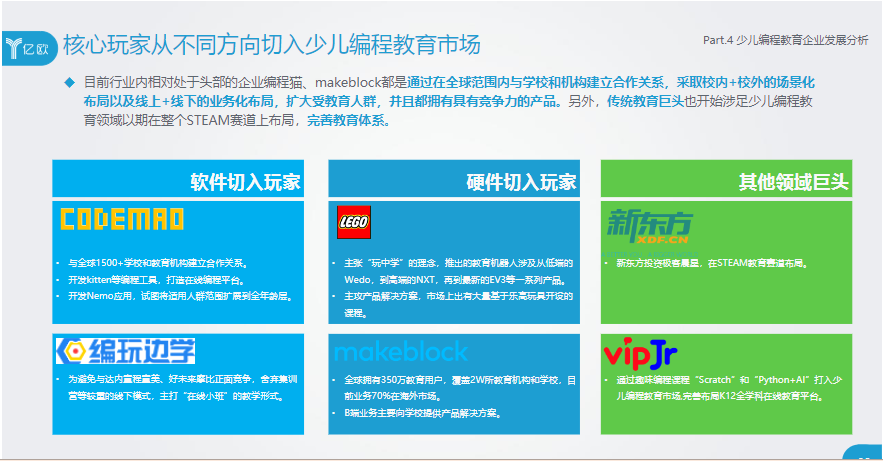 亿欧
核心玩家从不同方向切入少儿编程教育市场
Part.4 少儿编程教育企业发展分析
目前行业内相对处于头部的企业编程猫、makeblock都是通过在全球范围内与学校和机构建立合作关系，采取校内+校外的场景化
布局以及线上+线下的业务化布局，扩大受教育人群，并且都拥有具有竞争力的产品。另外，传统教育巨头也开始涉足少儿编程教
育领域以期在整个STEAM赛道上布局，完善教育体系。
软件切入玩家
CODEMAO
• 与全球1500+学校和教育机构建立合作关系。
• 开发kitten等编程工具，打造在线编程平台。
• 开发Nemo应用，试图将适用人群范围扩展到全年龄层。
编玩边学
• 为避免与达内童程童美、好未来摩比正面竞争，舍弃集训
营等较重的线下模式，主打“在线小班”的教学形式。
硬件切入玩家
LEGO
• 主张“玩中学”的理念，推出的教育机器人涉及从低端的
Wedo，到高端的NXT，再到最新的EV3等一系列产品。
• 主攻产品解决方案，市场上出有大量基于乐高玩具开设的
课程。
makeblock
• 全球拥有350万教育用户，覆盖2W所教育机构和学校，目
前业务70%在海外市场。
• B端业务主要向学校提供产品解决方案。
其他领域巨头
新东方
XDF.CN
• 新东方投资极客晨星，在STEAM教育赛道布局。
vipJr
• 通过趣味编程课程“Scratch”和“Python+AI”打入少
儿编程教育市场,完善布局K12全学科在线教育平台。